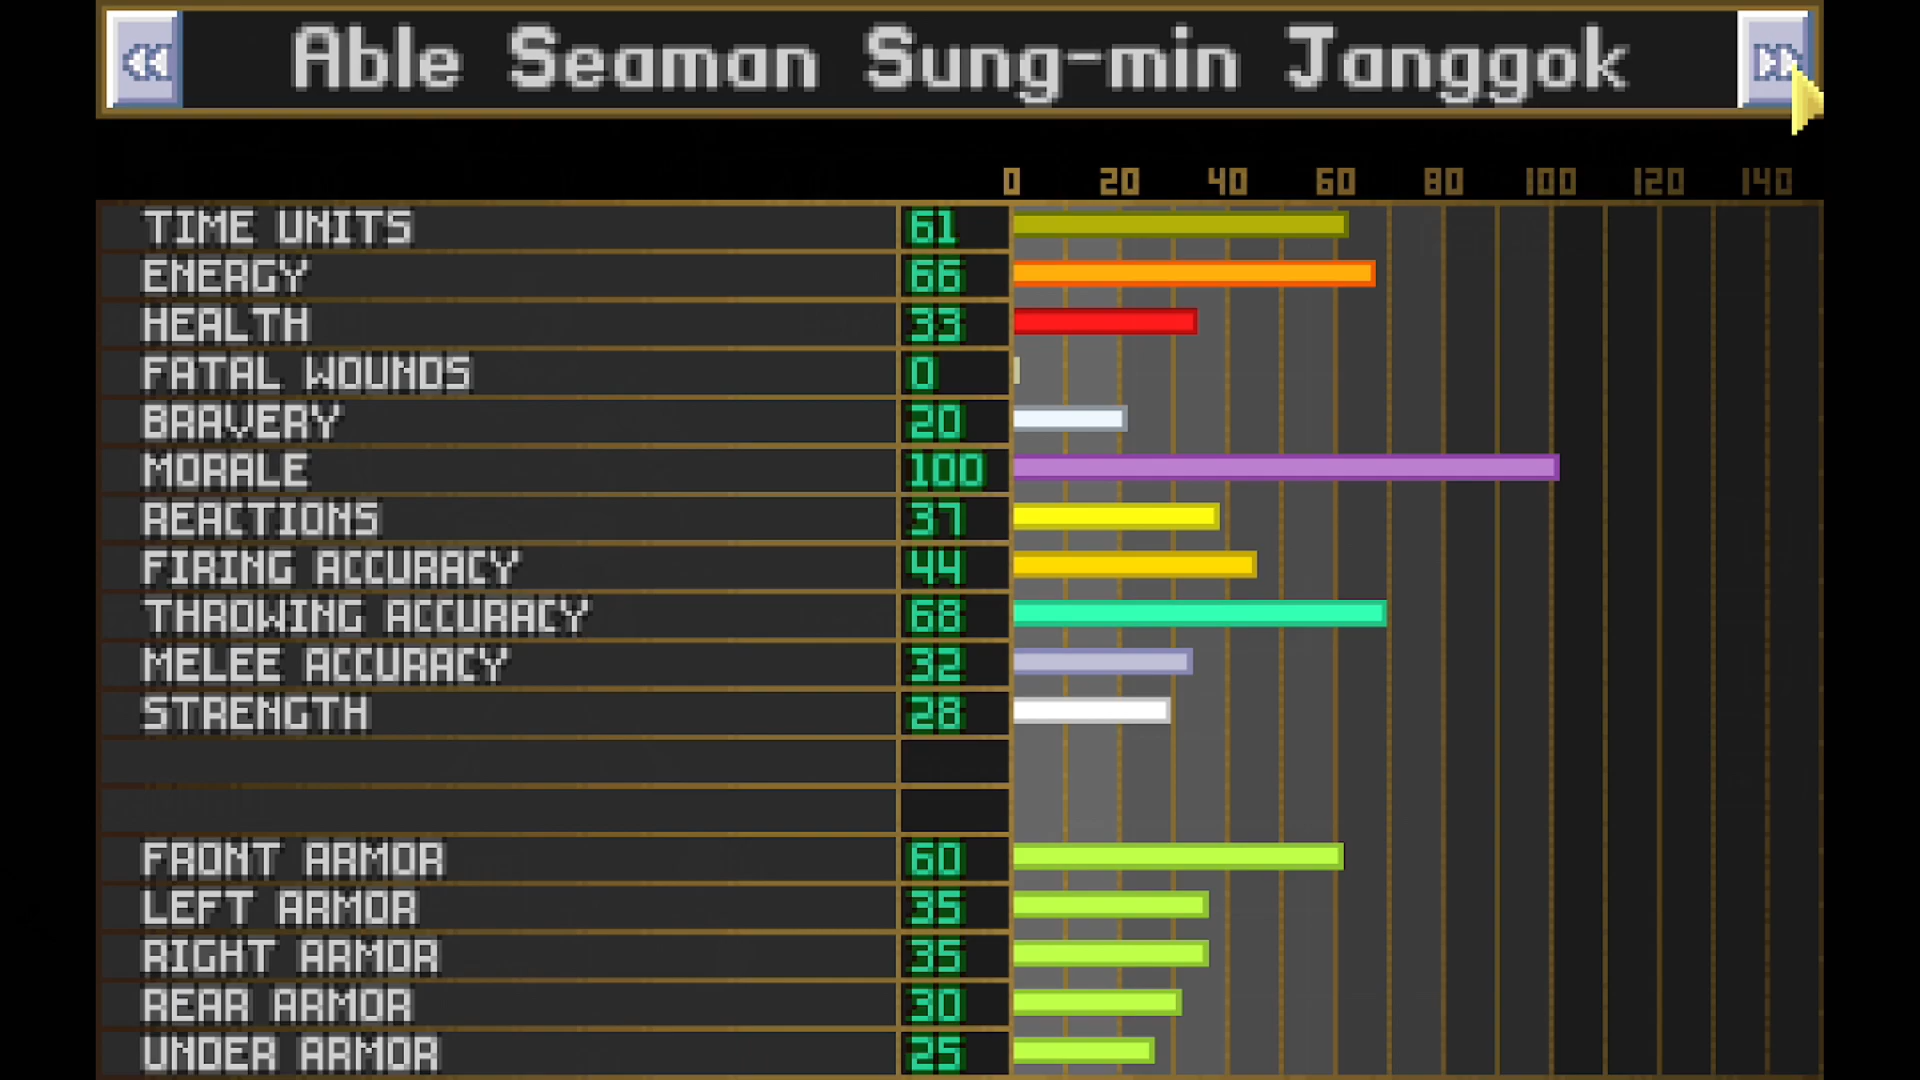 Able Seaman Sung-min Janggok
0 20 40 60 80 100 120 140
TIME UNITS 61
ENERGY 66
HEALTH 33
FATAL WOUNDS 0
BRAVERY 20
MORALE 100
REACTIONS 37
FIRING ACCURACY 44
THROWING ACCURACY 68
MELEE ACCURACY 32
STRENGTH 28
FRONT ARMOR 60
LEFT ARMOR 35
RIGHT ARMOR 35
REAR ARMOR 30
UNDER ARMOR 25